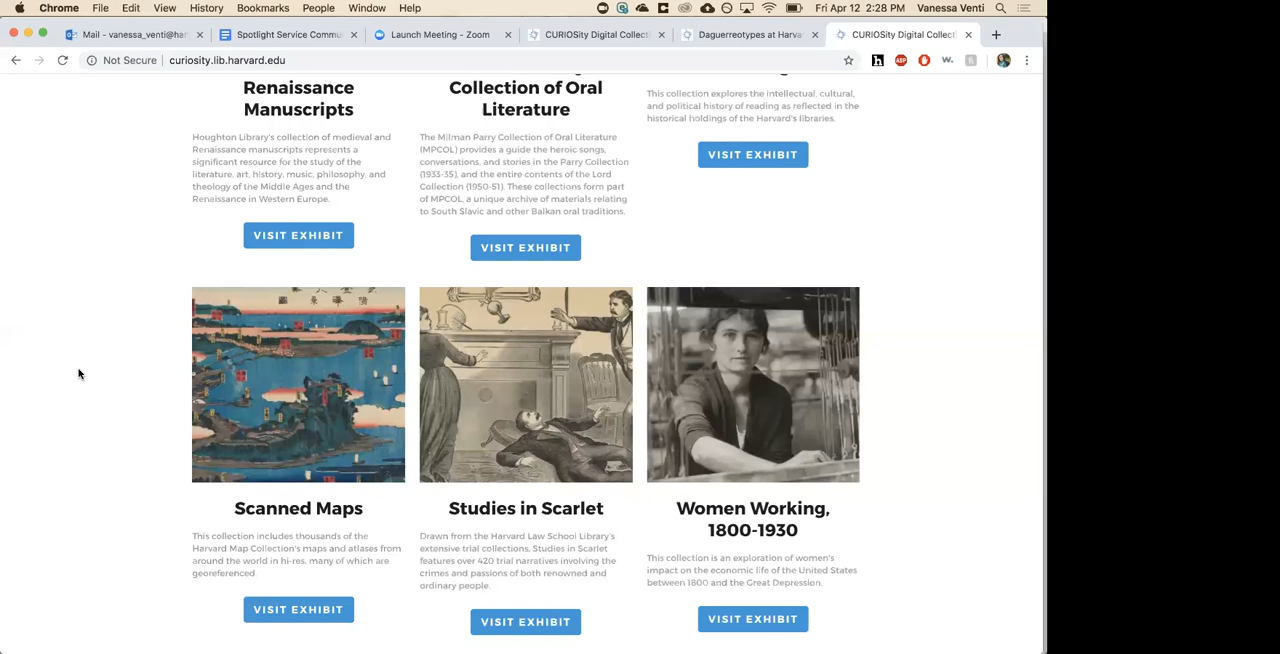 Chrome File Edit View History Bookmarks People Window Help Fri Apr 12 2:28 PM Vanessa Venti
Mail - vanessa_venti@har
Spotlight Service Commu
Launch Meeting - Zoom
CURIOSity Digital Collecti
Daguerreotypes at Harva
CURIOSity Digital Collecti
Not Secure | curiosity.lib.harvard.edu
Renaissance
Manuscripts
Houghton Library's collection of medieval and
Renaissance manuscripts represents a
significant resource for the study of the
literature, art, history, music, philosophy, and
theology of the Middle Ages and the
Renaissance in Western Europe.
VISIT EXHIBIT
Collection of Oral
Literature
The Milman Parry Collection of Oral Literature
(MPCOL) provides a guide the heroic songs,
conversations, and stories in the Parry Collection
(1933-35), and the entire contents of the Lord
Collection (1950-51). These collections form part
of MPCOL, a unique archive of materials relating
to South Slavic and other Balkan oral traditions.
VISIT EXHIBIT
This collection explores the intellectual, cultural,
and political history of reading as reflected in the
historical holdings of the Harvard's libraries.
VISIT EXHIBIT
Scanned Maps
This collection includes thousands of the
Harvard Map Collection's maps and atlases from
around the world in hi-res, many of which are
georeferenced.
VISIT EXHIBIT
Studies in Scarlet
Drawn from the Harvard Law School Library's
extensive trial collections, Studies in Scarlet
features over 420 trial narratives involving the
crimes and passions of both renowned and
ordinary people.
VISIT EXHIBIT
Women Working,
1800-1930
This collection is an exploration of women's
impact on the economic life of the United States
between 1800 and the Great Depression.
VISIT EXHIBIT